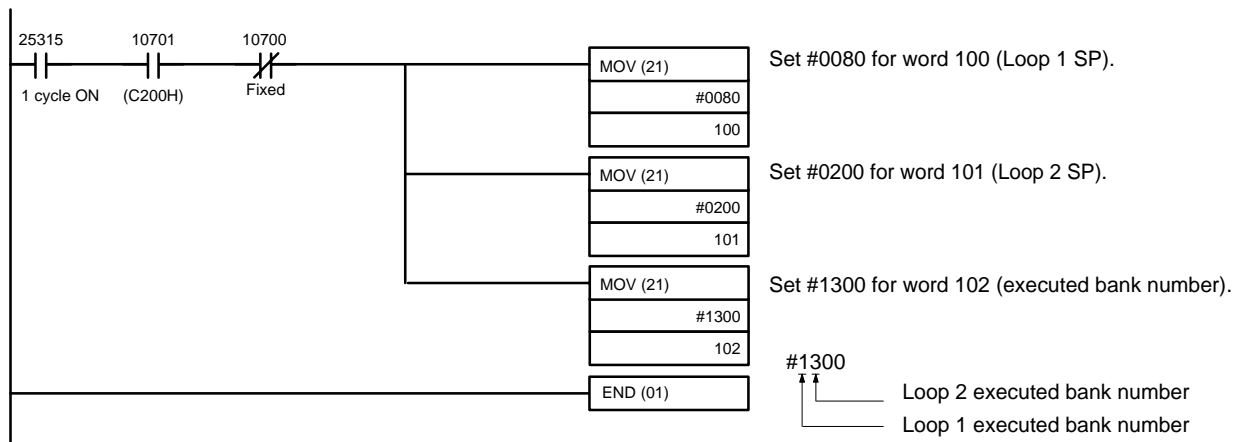 25315 10701 10700
1 cycle ON (C200H) Fixed
MOV (21)
#0080
100
Set #0080 for word 100 (Loop 1 SP).
MOV (21)
#0200
101
Set #0200 for word 101 (Loop 2 SP).
MOV (21)
#1300
102
Set #1300 for word 102 (executed bank number).
#1300
Loop 2 executed bank number
Loop 1 executed bank number
END (01)